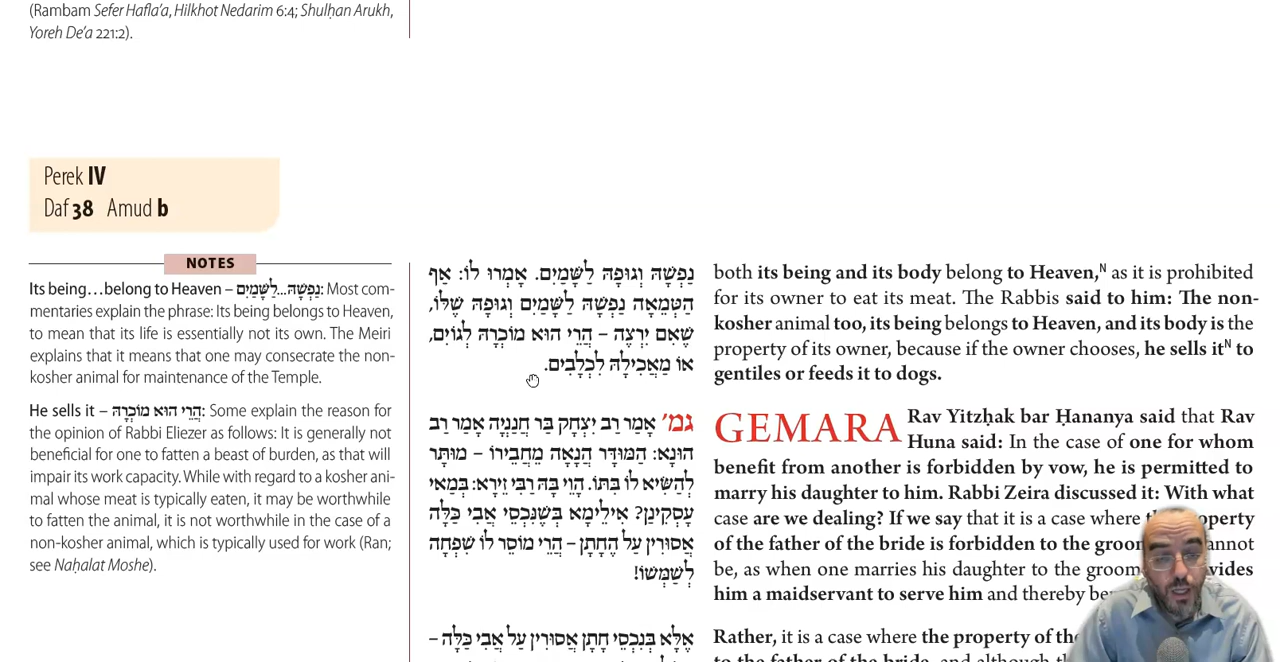 (Rambam Sefer Hafla'a, Hilkhot Nedarim 6:4; Shulḥan Arukh,
Yoreh De'a 221:2).
Perek IV
Daf 38 Amud b
NOTES
Its being…belong to Heaven – נַפְשָׁהּ...לַשָּׁמַיִם: Most com-
mentaries explain the phrase: Its being belongs to Heaven,
to mean that its life is essentially not its own. The Meiri
explains that it means that one may consecrate the non-
kosher animal for maintenance of the Temple.
He sells it – הֲרֵי הוּא מוֹכְרָהּ: Some explain the reason for
the opinion of Rabbi Eliezer as follows: It is generally not
beneficial for one to fatten a beast of burden, as that will
impair its work capacity. While with regard to a kosher ani-
mal whose meat is typically eaten, it may be worthwhile
to fatten the animal, it is not worthwhile in the case of a
non-kosher animal, which is typically used for work (Ran;
see Naḥalat Moshe).
נַפְשָׁהּ וְגוּפָהּ לַשָּׁמַיִם. אָמְרוּ לוֹ: אַף
הַטְּמֵאָה נַפְשָׁהּ לַשָּׁמַיִם וְגוּפָהּ שֶׁלּוֹ,
שֶׁאִם יִרְצֶה – הֲרֵי הוּא מוֹכְרָהּ לְגוֹיִם,
אוֹ מַאֲכִילָהּ לִכְלָבִים.
גמ׳ אָמַר רַב יִצְחָק בַּר חֲנַנְיָה אָמַר רַב
הוּנָא: הַמּוּדָּר הֲנָאָה מֵחֲבֵירוֹ – מוּתָּר
לְהַשִּׂיא לוֹ בִּתּוֹ. הָוֵי בַּהּ רַבִּי זֵירָא: בְּמַאי
עָסְקִינַן? אִילֵימָא בְּשֶׁנִּכְסֵי אֲבִי כַלָּה
אֲסוּרִין עַל הֶחָתָן – הֲרֵי מוֹסֵר לוֹ שִׁפְחָה
לְשַׁמְּשׁוֹ!
אֶלָּא בְּנִכְסֵי חָתָן אֲסוּרִין עַל אֲבִי כַּלָּה –
both its being and its body belong to Heaven,ᴺ as it is prohibited
for its owner to eat its meat. The Rabbis said to him: The non-
kosher animal too, its being belongs to Heaven, and its body is the
property of its owner, because if the owner chooses, he sells itᴺ to
gentiles or feeds it to dogs.
GEMARA Rav Yitzḥak bar Ḥananya said that Rav
Huna said: In the case of one for whom
benefit from another is forbidden by vow, he is permitted to
marry his daughter to him. Rabbi Zeira discussed it: With what
case are we dealing? If we say that it is a case where
of the father of the bride is forbidden to the
be, as when one marries his daughter to the
him a maidservant to serve him and thereby
Rather, it is a case where the property of
to the father of the bride, and although